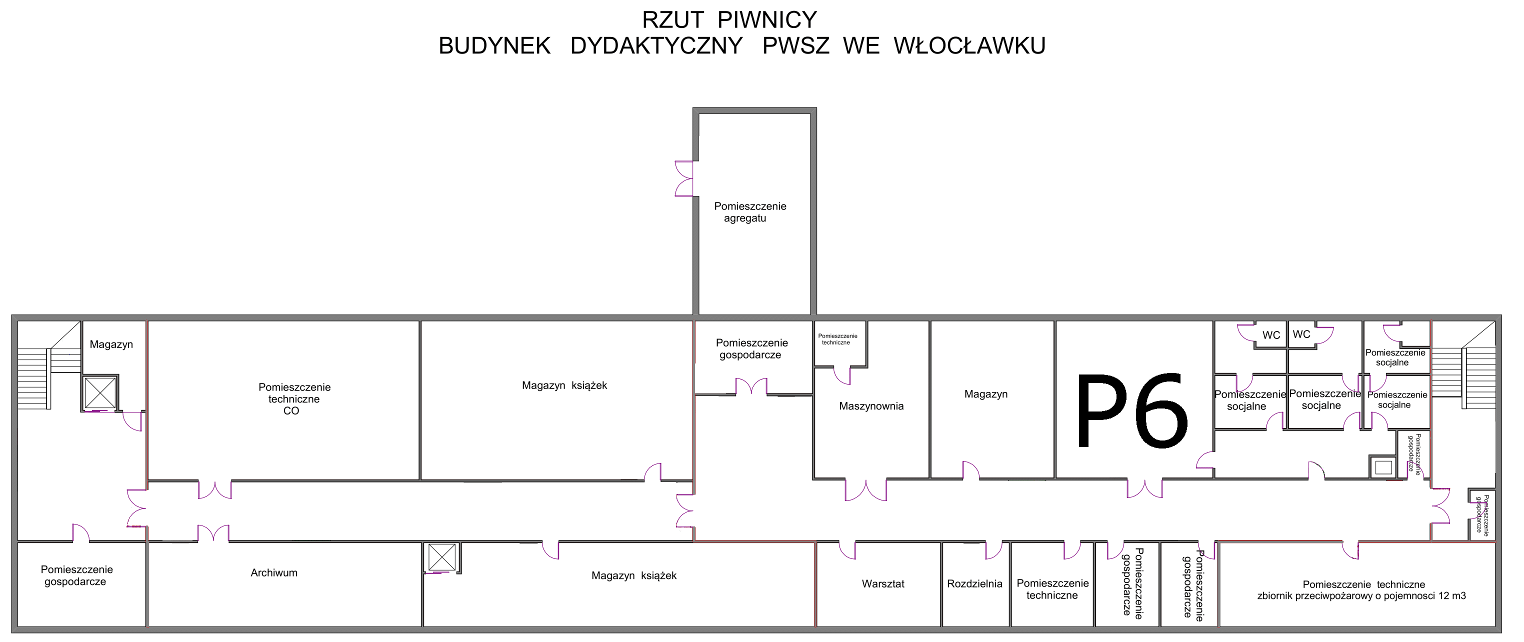 RZUT PIWNICY
BUDYNEK DYDAKTYCZNY PWSZ WE WŁOCŁAWKU
Pomieszczenie
agregatu
Magazyn
Pomieszczenie
techniczne
CO
Magazyn książek
Pomieszczenie
gospodarcze
Pomieszczenie
techniczne
Maszynownia
Magazyn
P6
WC
WC
Pomieszczenie
socjalne
Pomieszczenie
socjalne
Pomieszczenie
socjalne
Pomieszczenie
socjalne
Pomieszczenie
gospodarcze
Pomieszczenie
gospodarcze
Pomieszczenie
gospodarcze
Archiwum
Magazyn książek
Warsztat
Rozdzielnia
Pomieszczenie
techniczne
Pomieszczenie
gospodarcze
Pomieszczenie
gospodarcze
Pomieszczenie techniczne
zbiornik przeciwpożarowy o pojemnosci 12 m3